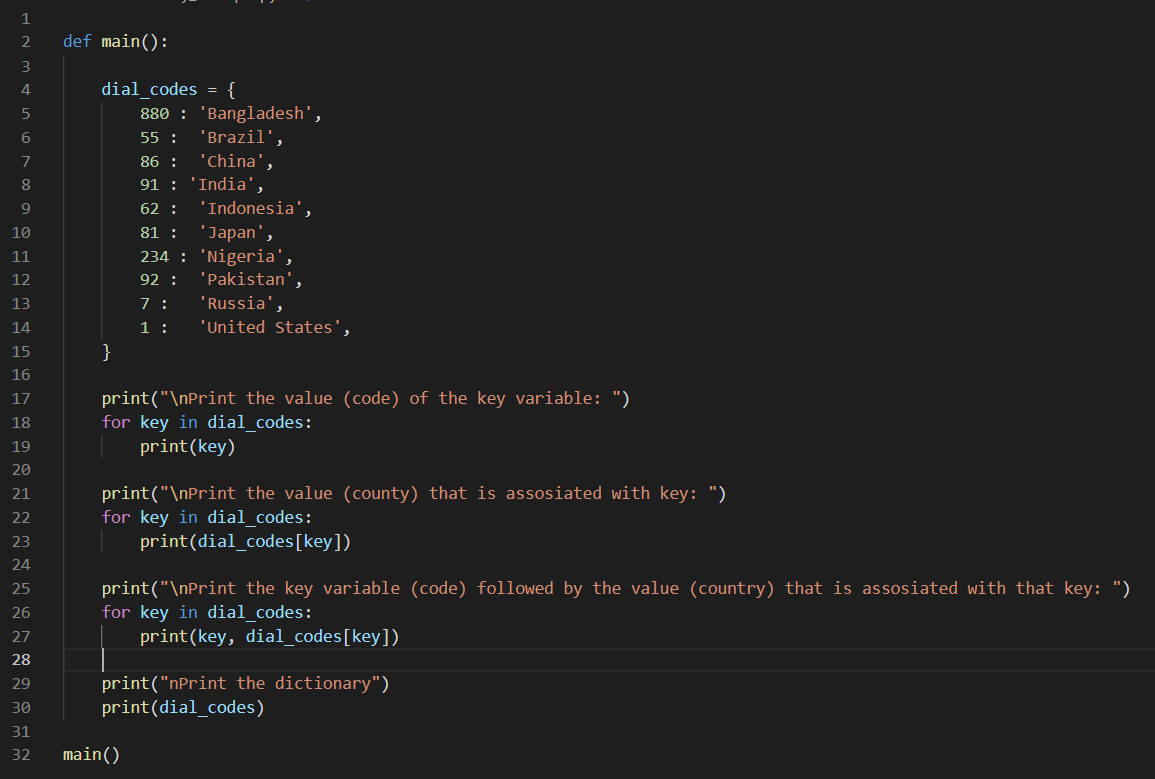 1
2 def main():
3
4 dial_codes = {
5 880 : 'Bangladesh',
6 55 :  'Brazil',
7 86 :  'China',
8 91 : 'India',
9 62 :  'Indonesia',
10 81 :  'Japan',
11 234 : 'Nigeria',
12 92 :  'Pakistan',
13 7 :   'Russia',
14 1 :   'United States',
15 }
16
17 print("\nPrint the value (code) of the key variable: ")
18 for key in dial_codes:
19 print(key)
20
21 print("\nPrint the value (county) that is assosiated with key: ")
22 for key in dial_codes:
23 print(dial_codes[key])
24
25 print("\nPrint the key variable (code) followed by the value (country) that is assosiated with that key: ")
26 for key in dial_codes:
27 print(key, dial_codes[key])
28
29 print("nPrint the dictionary")
30 print(dial_codes)
31
32 main()